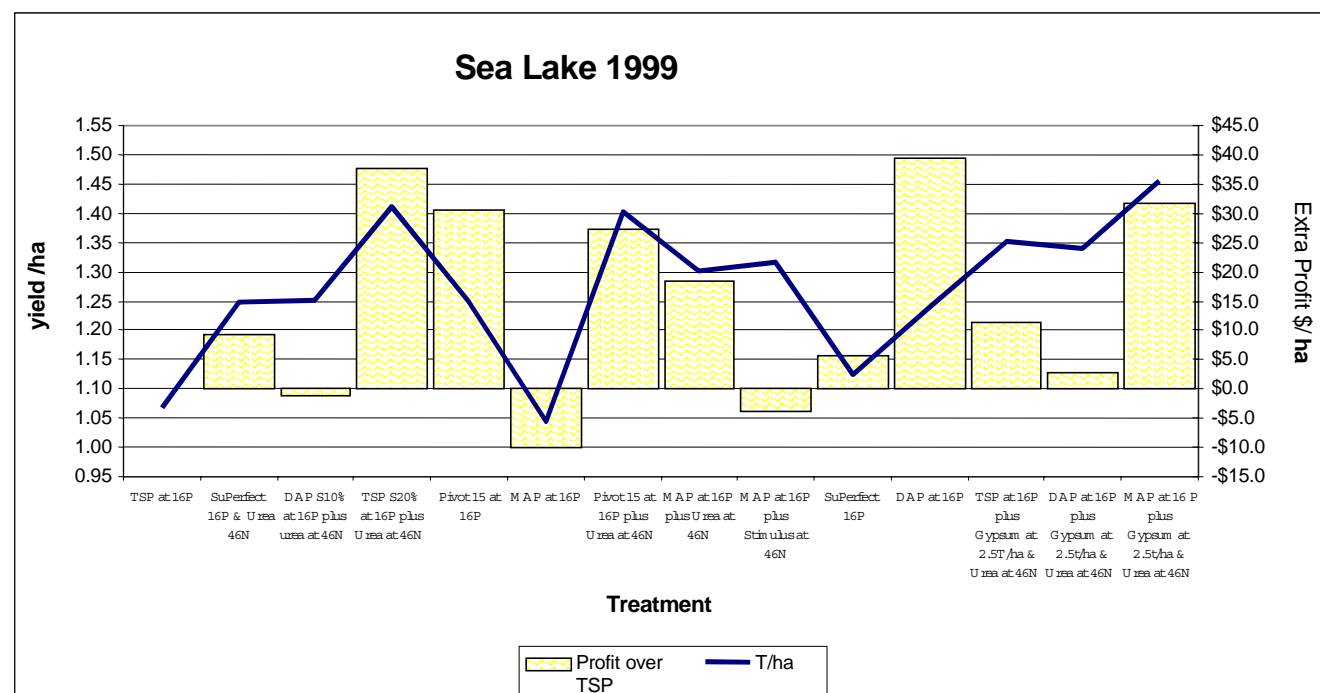 Sea Lake 1999
1.55
1.50
1.45
1.40
1.35
1.30
1.25
1.20
1.15
1.10
1.05
1.00
0.95
yield /ha
$45.0
$40.0
$35.0
$30.0
$25.0
$20.0
$15.0
$10.0
$5.0
$0.0
-$5.0
-$10.0
-$15.0
Extra Profit $/ ha
TSP at 16P
SuPerfect
16P & Urea
46N
DAP S10%
at 16P plus
urea at 46N
TSP S20%
at 16P plus
Urea at 46N
Pivot15 at
16P
MAP at 16P
Pivot15 at
16P plus
Urea at 46N
MAP at 16P
plus Urea at
46N
MAP at 16P
plus
Stimulus at
46N
SuPerfect
16P
DAP at 16P
TSP at 16P
plus
Gypsum at
2.5T/ha &
Urea at 46N
DAP at 16P
plus
Gypsum at
2.5t/ha &
Urea at 46N
MAP at 16P
plus
Gypsum at
2.5t/ha &
Urea at 46N
Treatment
Profit over
TSP
T/ha